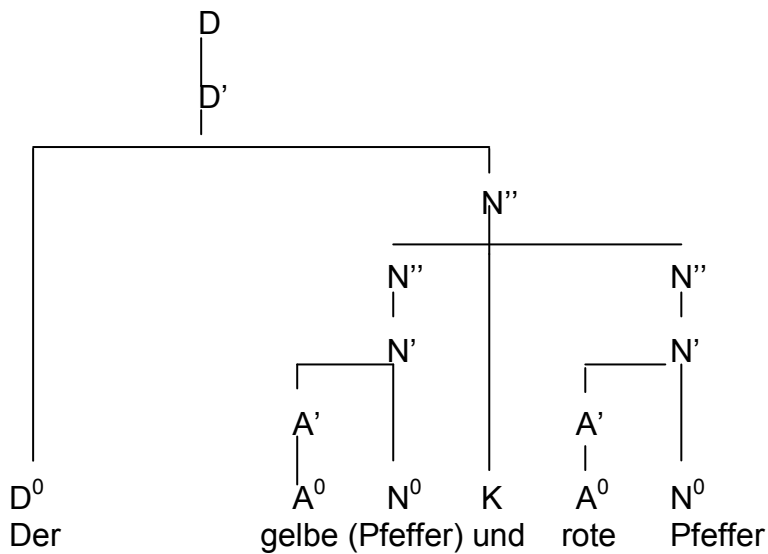 D
D’
N’’
N’’ N’’
N’ N’
A’ A’
D⁰ A⁰ N⁰ K A⁰ N⁰
Der gelbe (Pfeffer) und rote Pfeffer